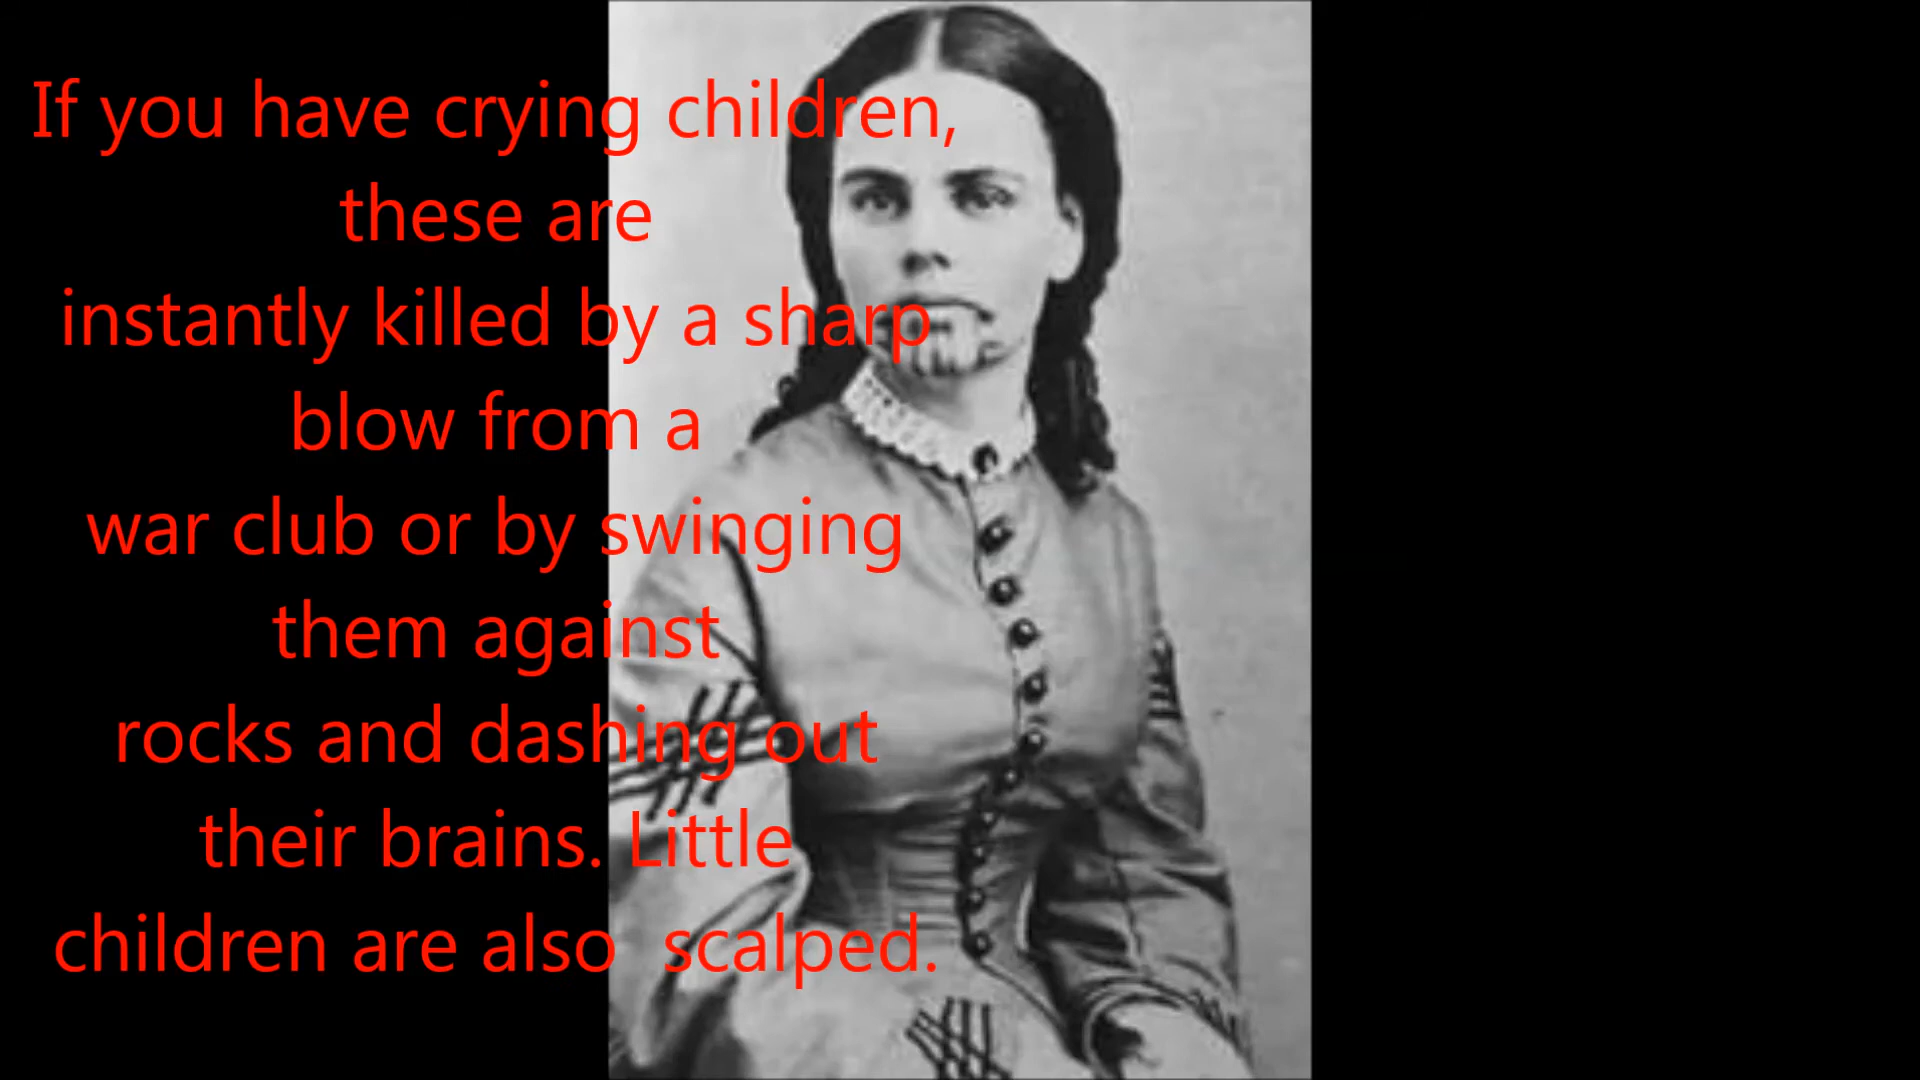 If you have crying children,
these are
instantly killed by a sharp
blow from a
war club or by swinging
them against
rocks and dashing out
their brains. Little
children are also  scalped.